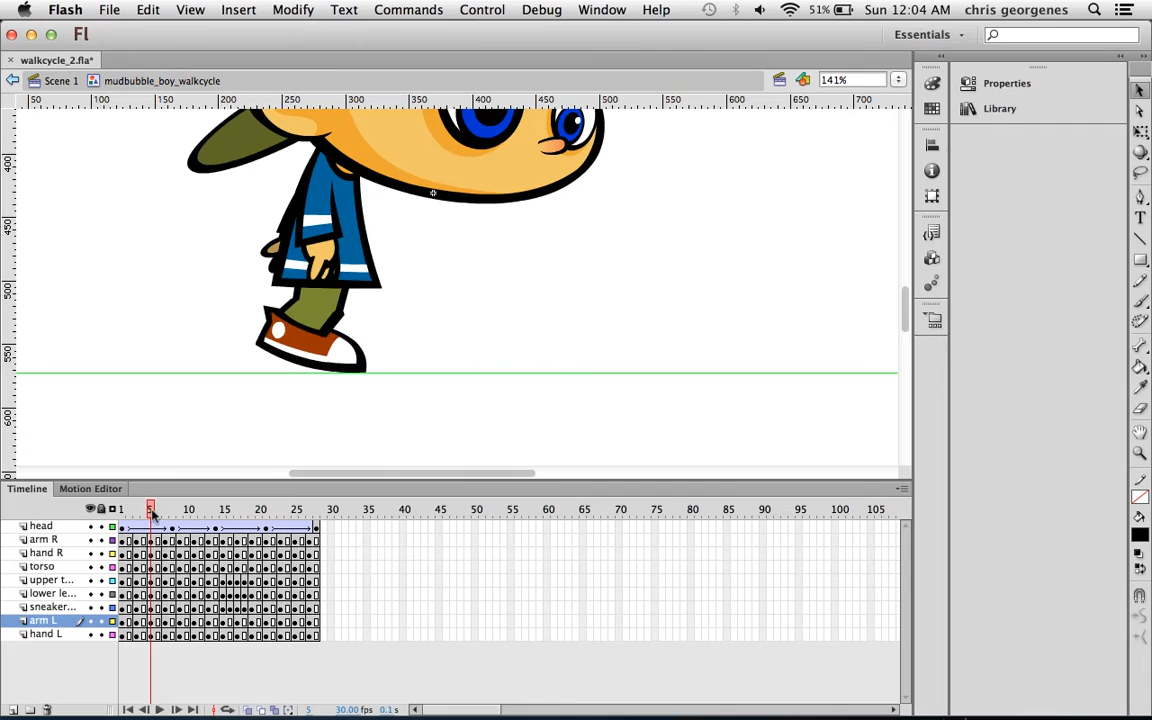 Flash File Edit View Insert Modify Text Commands Control Debug Window Help 51% Sun 12:04 AM chris georgenes
Fl Essentials
× walkcycle_2.fla*
Scene 1 mudbubble_boy_walkcycle 141%
50 100 150 200 250 300 350 400 450 500 550 600 650 700
400
450
500
550
600
Properties
Library
Timeline Motion Editor
1 5 10 15 20 25 30 35 40 45 50 55 60 65 70 75 80 85 90 95 100 105
head
arm R
hand R
torso
upper t...
lower le...
sneaker...
arm L
hand L
5 30.00 fps 0.1 s